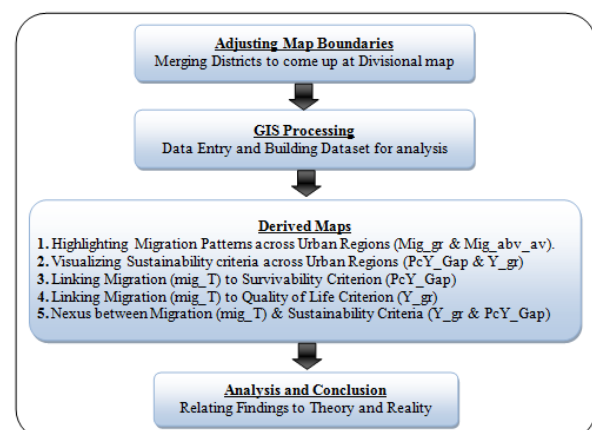 Adjusting Map Boundaries
Merging Districts to come up at Divisional map
GIS Processing
Data Entry and Building Dataset for analysis
Derived Maps
1. Highlighting Migration Patterns across Urban Regions (Mig_gr & Mig_abv_av).
2. Visualizing Sustainability criteria across Urban Regions (PcY_Gap & Y_gr)
3. Linking Migration (mig_T) to Survivability Criterion (PcY_Gap)
4. Linking Migration (mig_T) to Quality of Life Criterion (Y_gr)
5. Nexus between Migration (mig_T) & Sustainability Criteria (Y_gr & PcY_Gap)
Analysis and Conclusion
Relating Findings to Theory and Reality